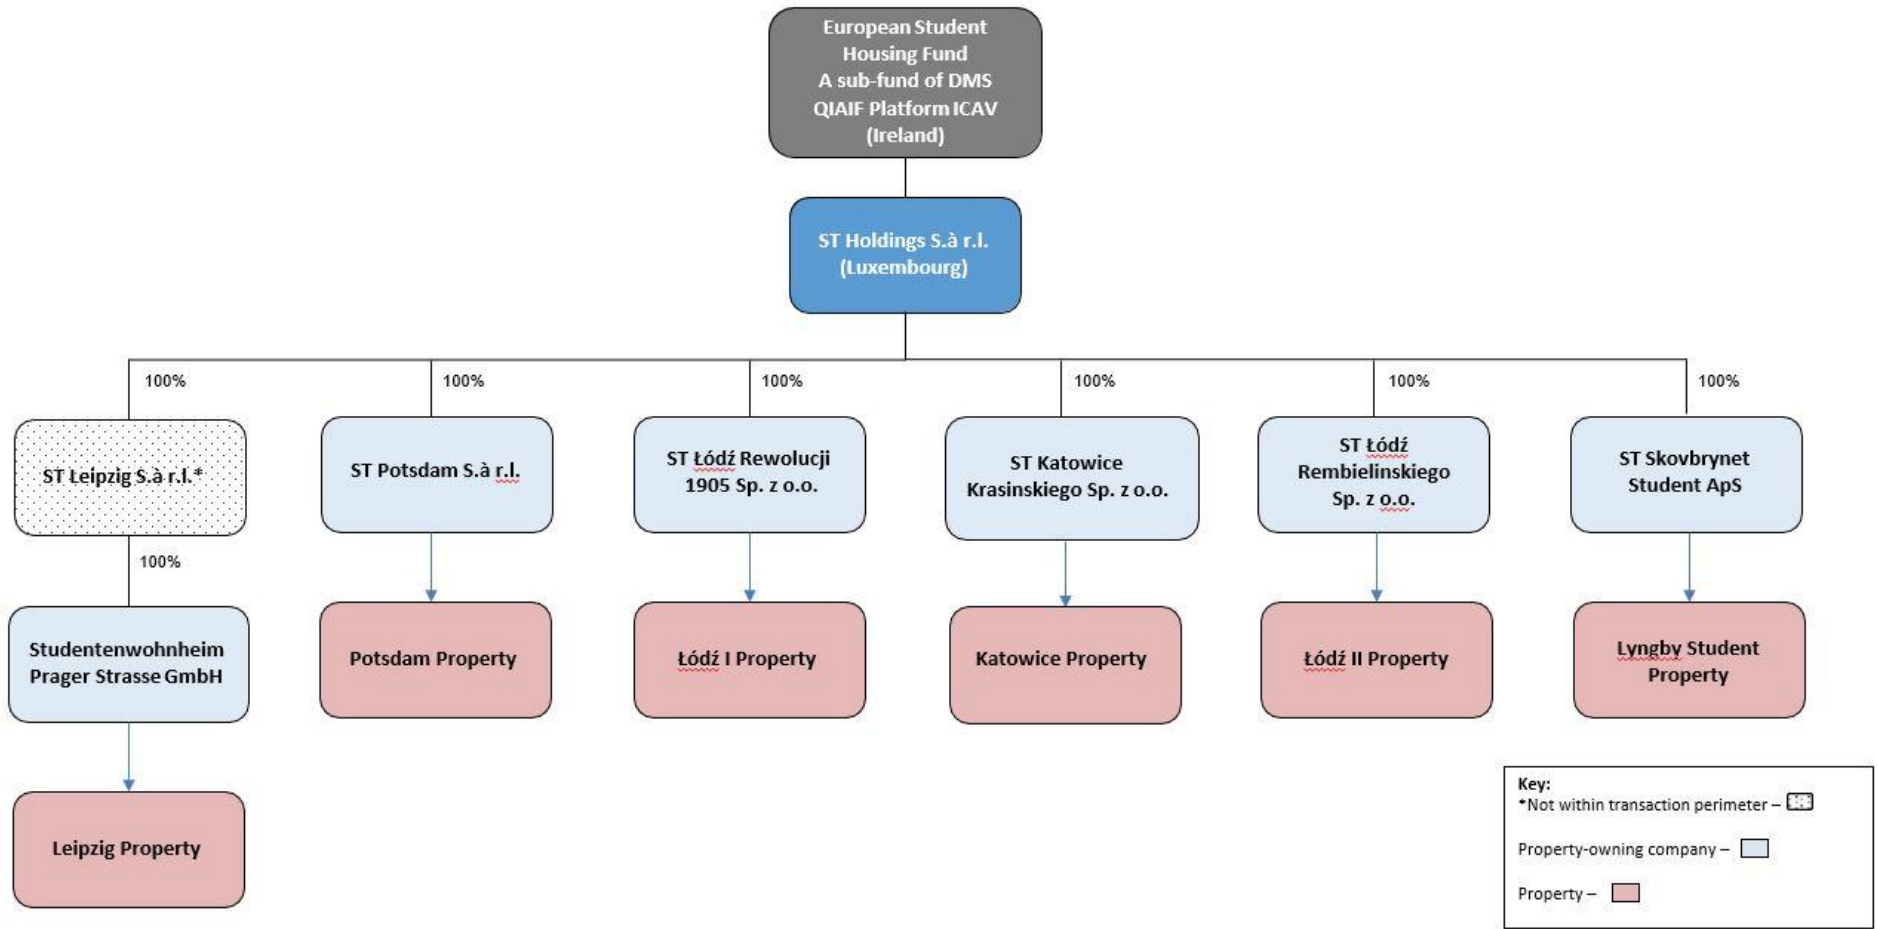 European Student
Housing Fund
A sub-fund of DMS
QIAIF Platform ICAV
(Ireland)
ST Holdings S.à r.l.
(Luxembourg)
100%
100%
100%
100%
100%
100%
ST Leipzig S.à r.l.*
ST Potsdam S.à r.l.
ST Łódź Rewolucji
1905 Sp. z o.o.
ST Katowice
Krasinskiego Sp. z o.o.
ST Łódź
Rembielinskiego
Sp. z o.o.
ST Skovbrynet
Student ApS
100%
Studentenwohnheim
Prager Strasse GmbH
Potsdam Property
Łódź I Property
Katowice Property
Łódź II Property
Lyngby Student
Property
Leipzig Property
Key:
*Not within transaction perimeter –
Property-owning company –
Property –